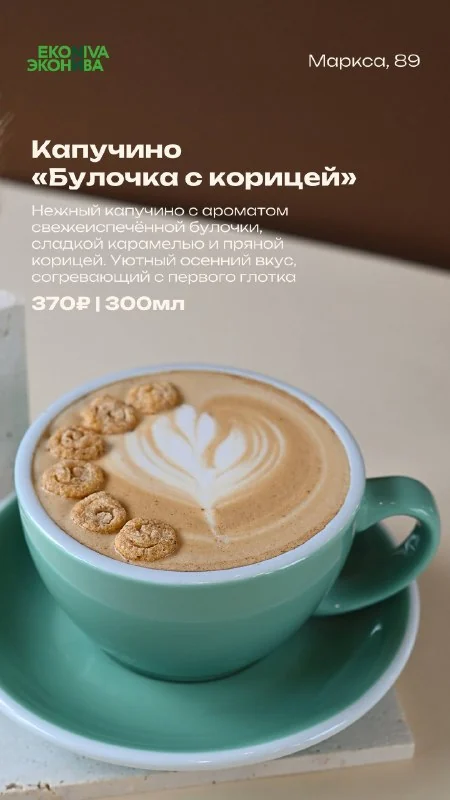 EKONIVA
ЭКОНИВА
Маркса, 89
Капучино
«Булочка с корицей»
Нежный капучино с ароматом
свежеиспечённой булочки,
сладкой карамелью и пряной
корицей. Уютный осенний вкус,
согревающий с первого глотка
370₽ | 300мл